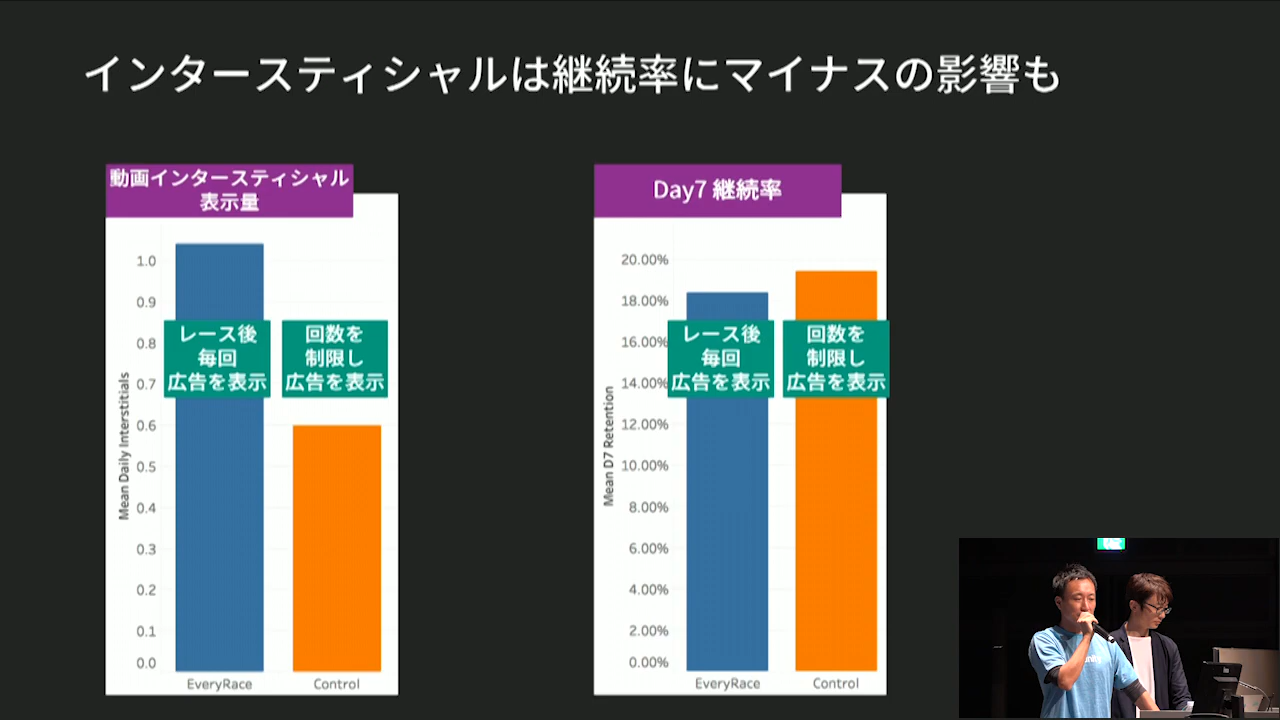 インタースティシャルは継続率にマイナスの影響も
動画インタースティシャル
表示量
Mean Daily Interstitials
1.0
0.9
0.8
0.7
0.6
0.5
0.4
0.3
0.2
0.1
0.0
レース後
毎回
広告を表示
回数を
制限し
広告を表示
EveryRace
Control
Day7 継続率
Mean D7 Retention
20.00%
18.00%
16.00%
14.00%
12.00%
10.00%
8.00%
6.00%
4.00%
2.00%
0.00%
レース後
毎回
広告を表示
回数を
制限し
広告を表示
EveryRace
Control